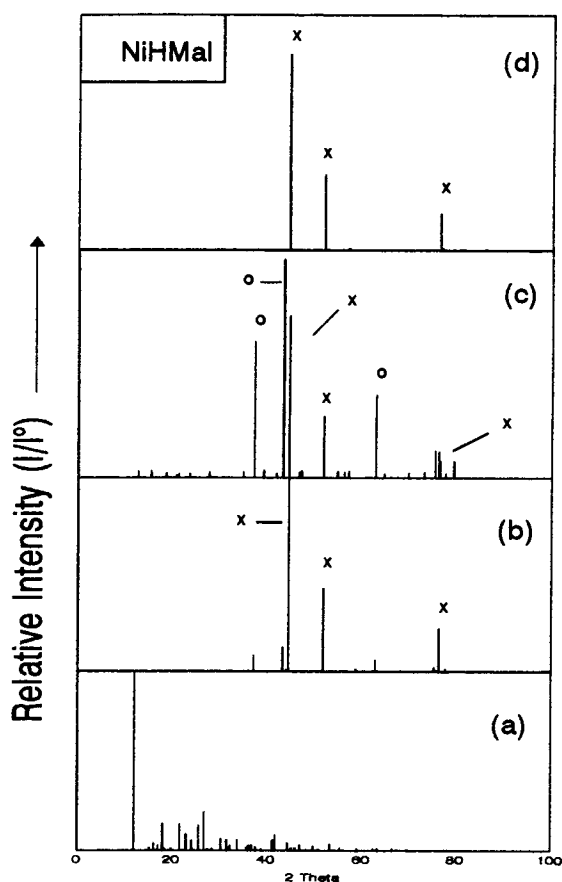 NiHMal
(d)
x
x
x
(c)
o
o
x
x
o
x
(b)
x
x
x
(a)
Relative Intensity (I/I°)
0 20 40 60 80 100
2 Theta